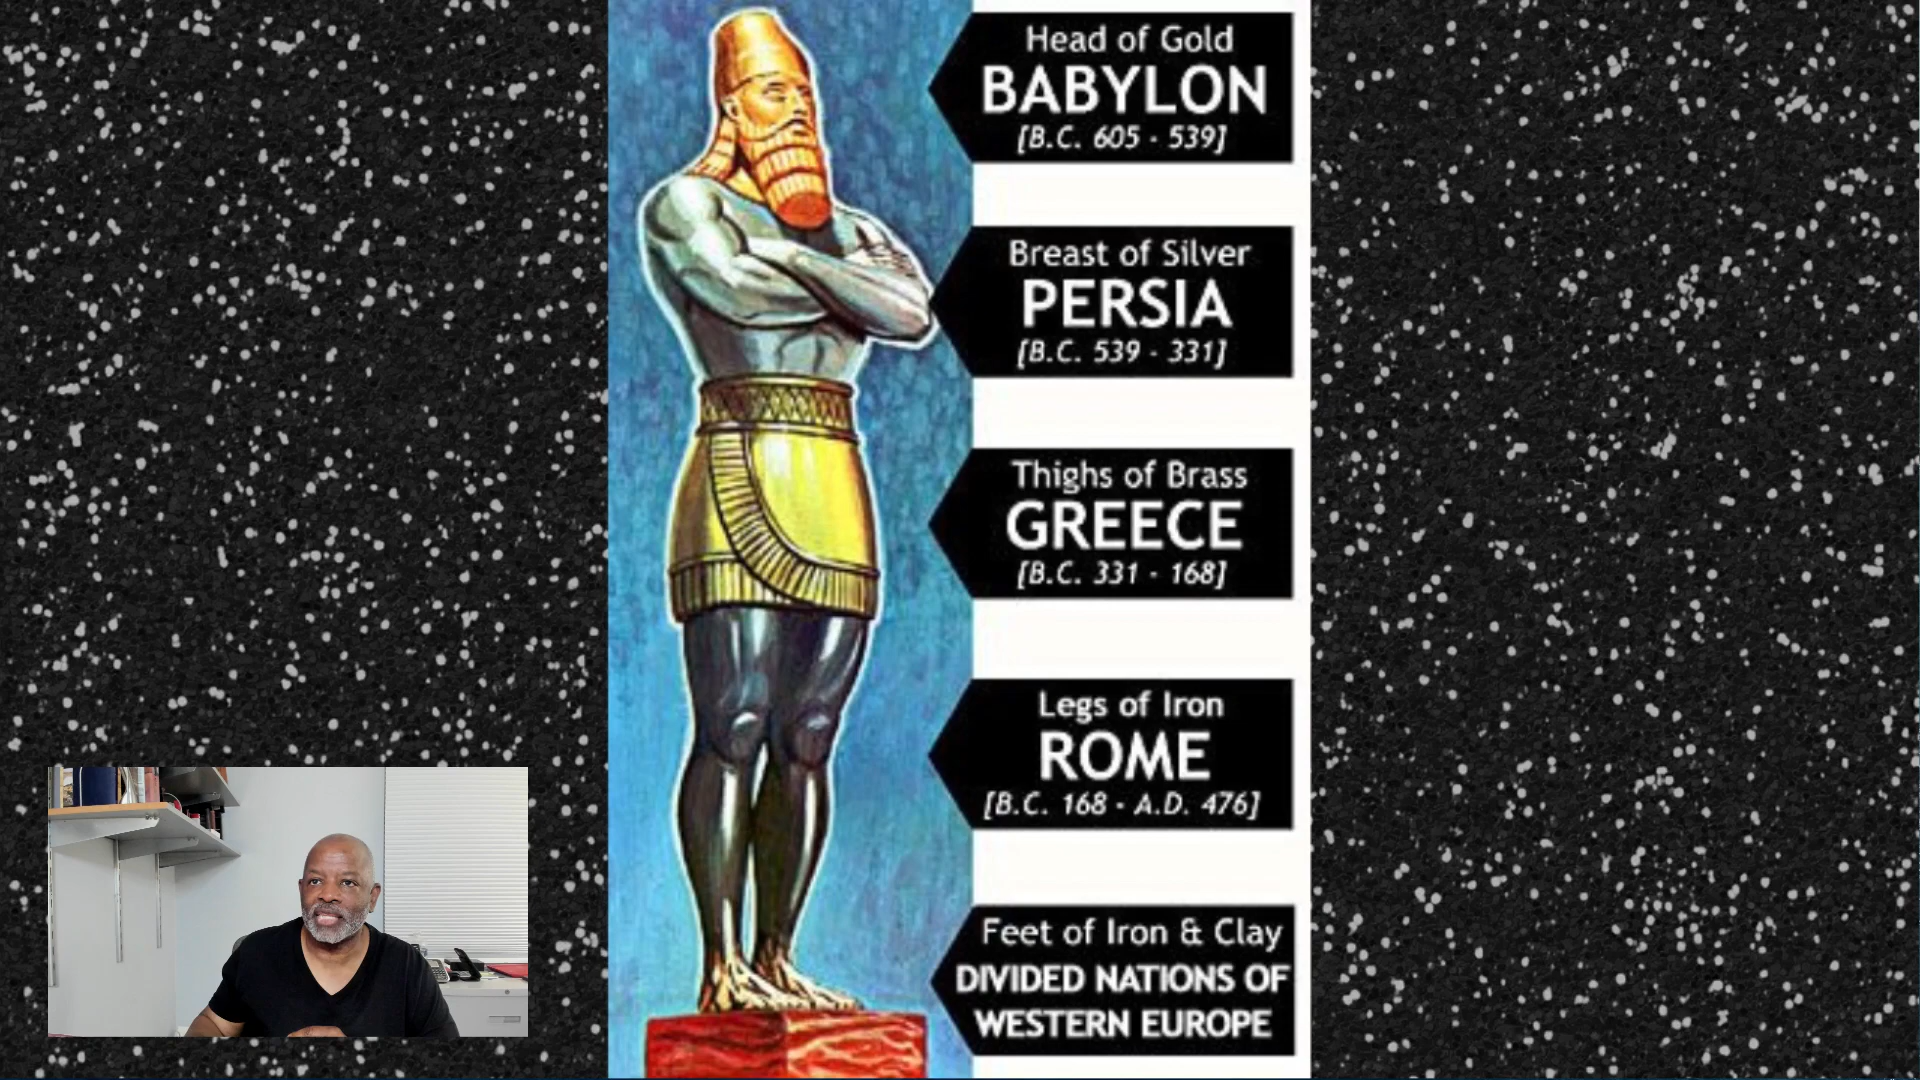 Head of Gold
BABYLON
[B.C. 605 - 539]
Breast of Silver
PERSIA
[B.C. 539 - 331]
Thighs of Brass
GREECE
[B.C. 331 - 168]
Legs of Iron
ROME
[B.C. 168 - A.D. 476]
Feet of Iron & Clay
DIVIDED NATIONS OF
WESTERN EUROPE